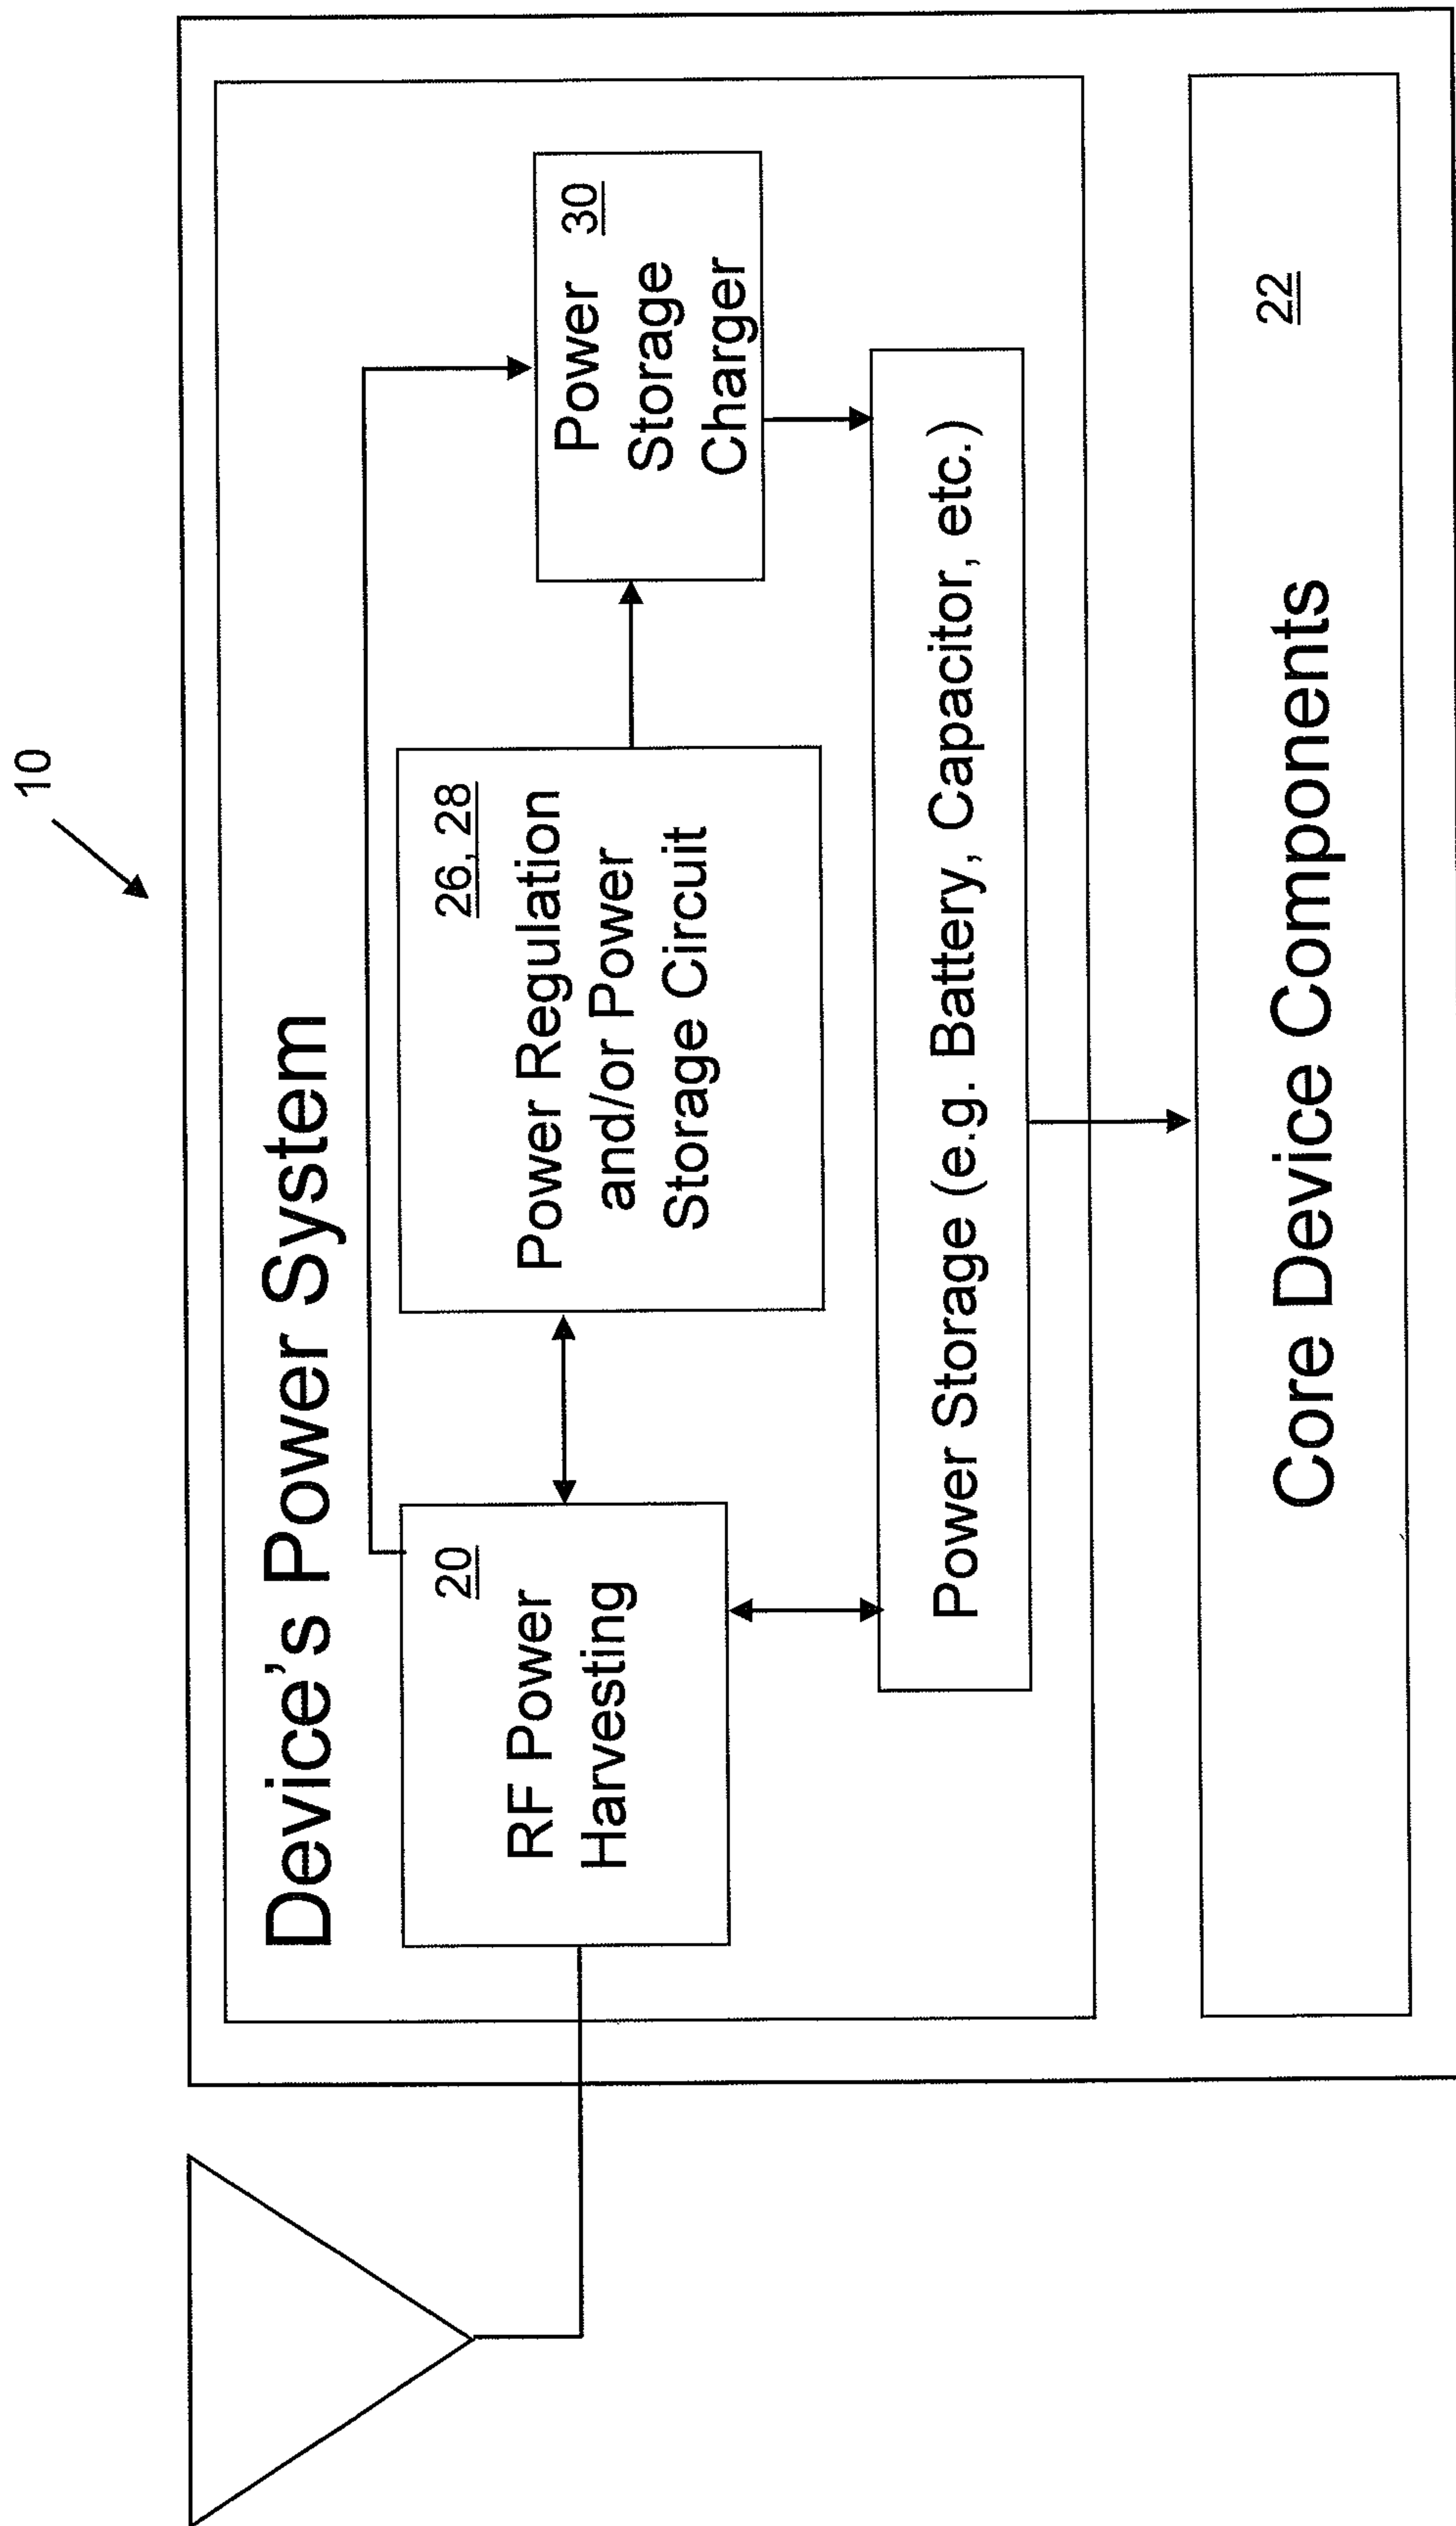 10
Device's Power System
20
RF Power
Harvesting
26, 28
Power Regulation
and/or Power
Storage Circuit
Power 30
Storage
Charger
Power Storage (e.g. Battery, Capacitor, etc.)
22
Core Device Components